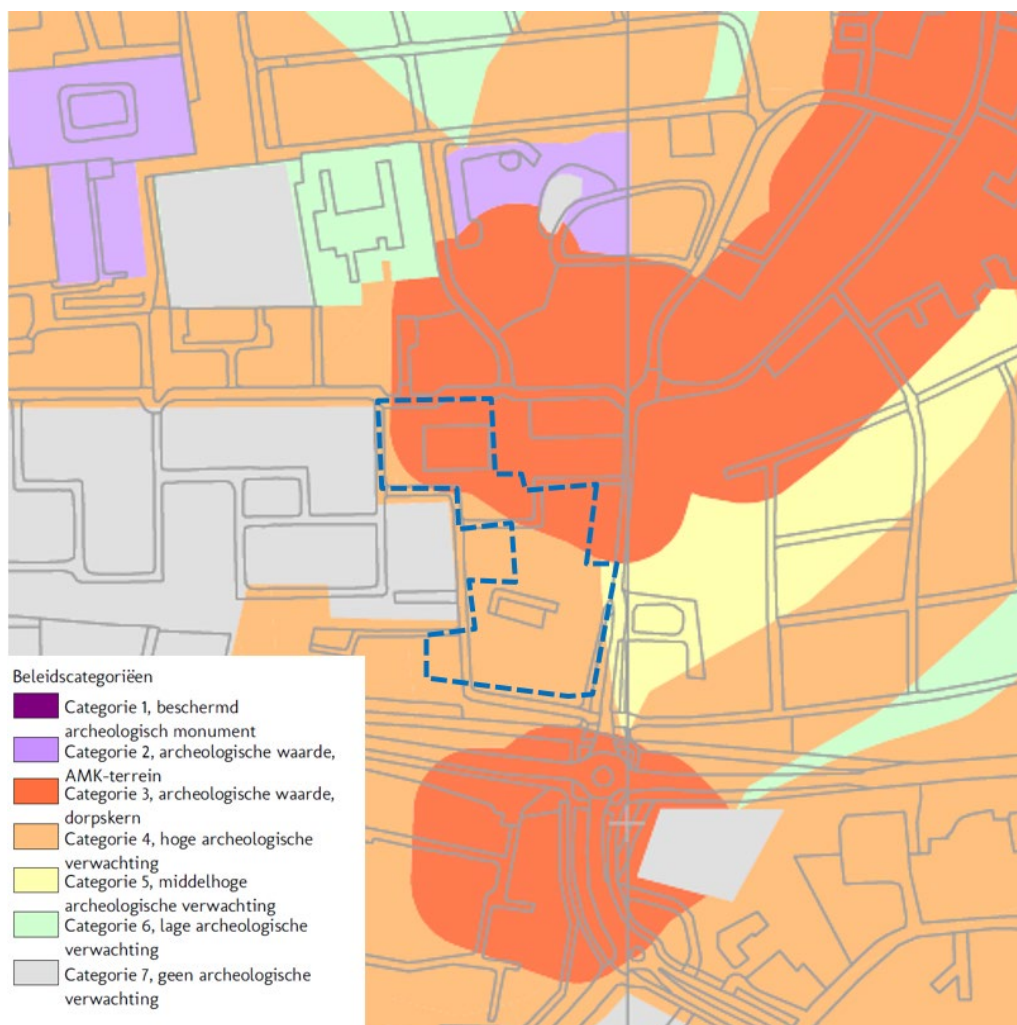 Beleidscategorieën
Categorie 1, beschermd
archeologisch monument
Categorie 2, archeologische waarde,
AMK-terrein
Categorie 3, archeologische waarde,
dorpskern
Categorie 4, hoge archeologische
verwachting
Categorie 5, middelhoge
archeologische verwachting
Categorie 6, lage archeologische
verwachting
Categorie 7, geen archeologische
verwachting